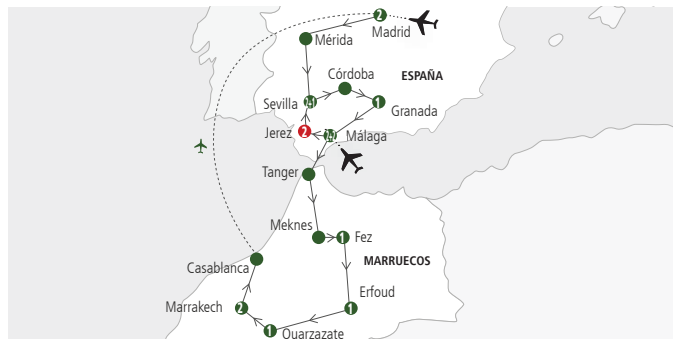 2
Madrid
Mérida
Córdoba
ESPAÑA
Sevilla
1
Granada
Jerez
2
Málaga
Tanger
Meknes
1
Fez
MARRUECOS
Casablanca
Erfoud
Marrakech
2
1
1
Ouarzazate